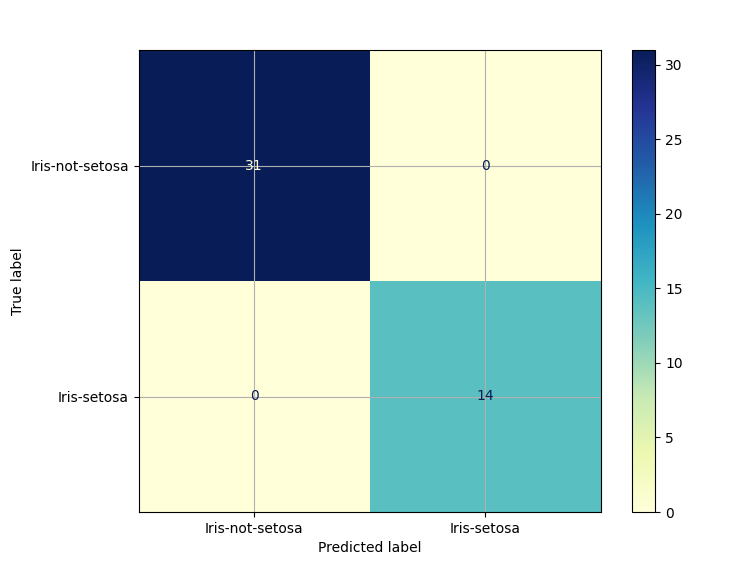 Iris-not-setosa
Iris-setosa
True label
31
0
0
14
Iris-not-setosa
Iris-setosa
Predicted label
30
25
20
15
10
5
0